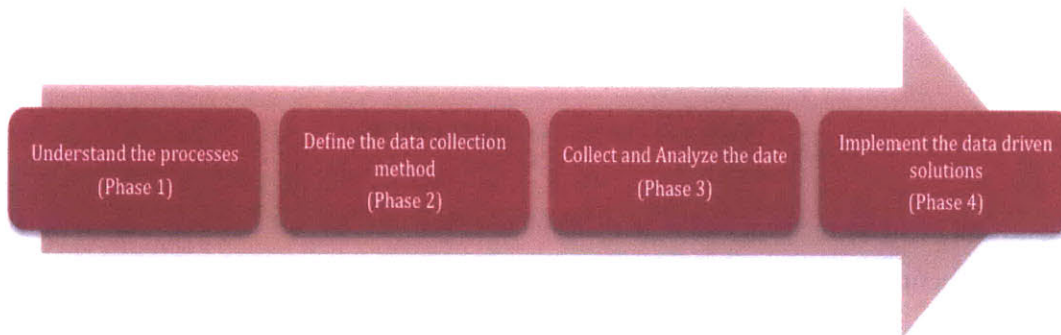 Understand the processes
(Phase 1)
Define the data collection
method
(Phase 2)
Collect and Analyze the date
(Phase 3)
Implement the data driven
solutions
(Phase 4)